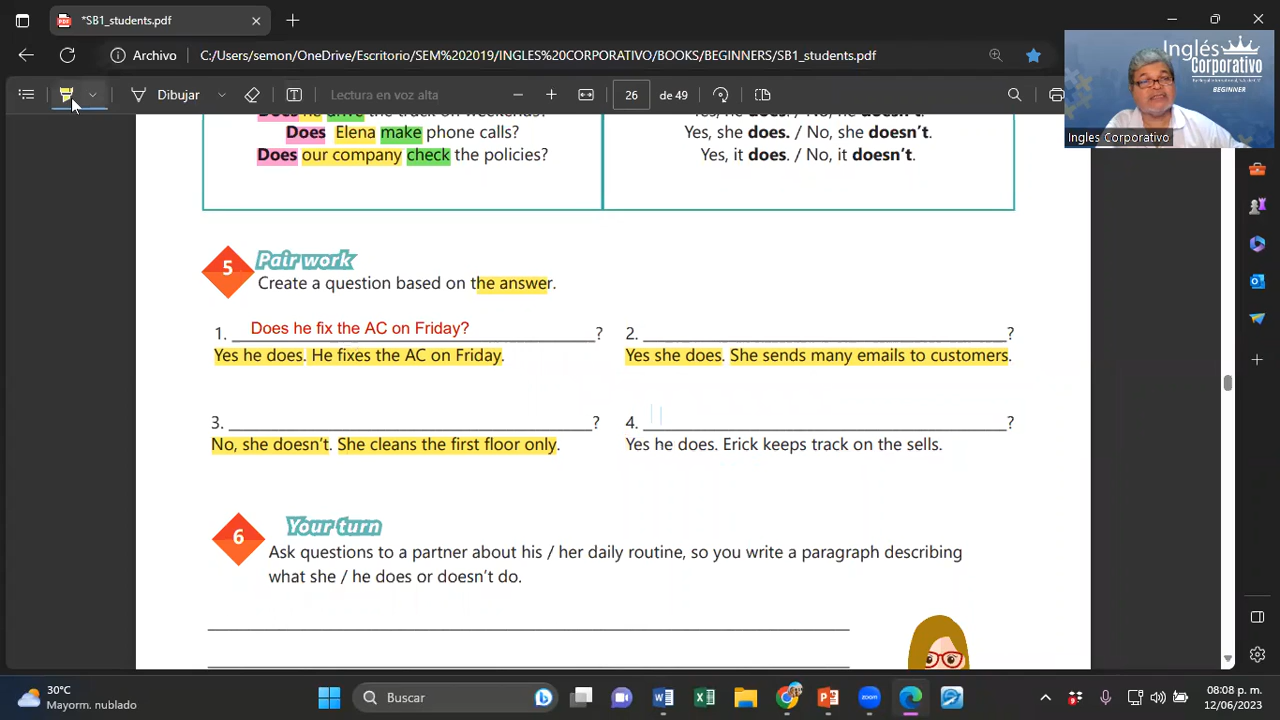 *SB1_students.pdf
Archivo
C:/Users/semon/OneDrive/Escritorio/SEM%202019/INGLES%20CORPORATIVO/BOOKS/BEGINNERS/SB1_students.pdf
Dibujar
Lectura en voz alta
26 de 49
Inglés
Corporativo
BEGINNER
Ingles Corporativo
Does Elena make phone calls?
Yes, she does. / No, she doesn't.
Does our company check the policies?
Yes, it does. / No, it doesn't.
5 Pair work
Create a question based on the answer.
1. Does he fix the AC on Friday? ?
Yes he does. He fixes the AC on Friday.
2. ?
Yes she does. She sends many emails to customers.
3. ?
No, she doesn't. She cleans the first floor only.
4. ?
Yes he does. Erick keeps track on the sells.
6 Your turn
Ask questions to a partner about his / her daily routine, so you write a paragraph describing
what she / he does or doesn't do.
30°C
Mayorm. nublado
Buscar
08:08 p. m.
12/06/2023